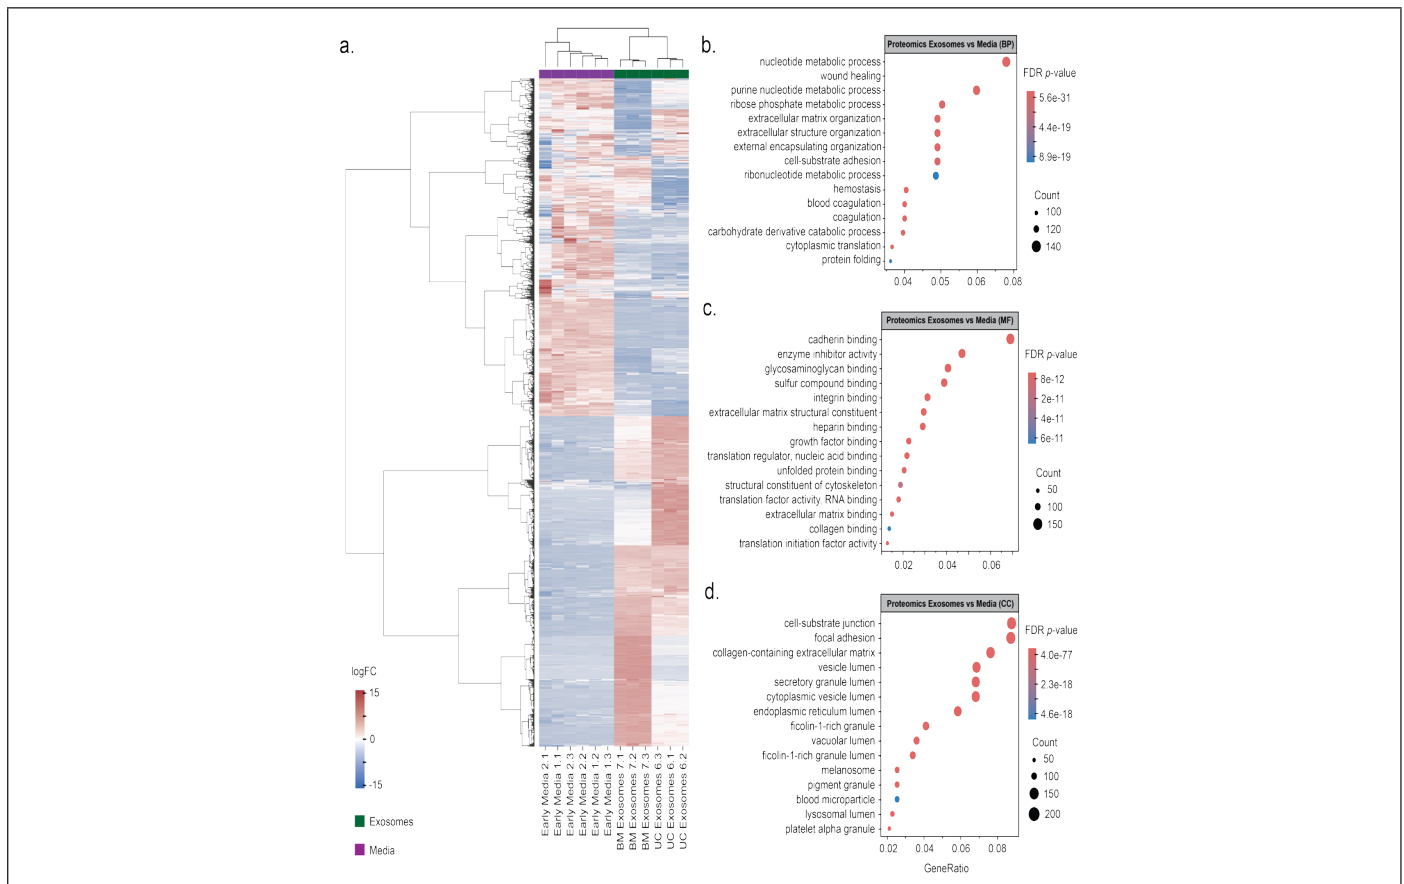 a.
Early Media 2.1
Early Media 1.1
Early Media 2.3
Early Media 2.2
Early Media 1.2
Early Media 1.3
BM Exosomes 7.1
BM Exosomes 7.2
BM Exosomes 7.3
UC Exosomes 6.3
UC Exosomes 6.1
UC Exosomes 6.2
logFC
15
0
-15
Exosomes
Media
b.
Proteomics Exosomes vs Media (BP)
nucleotide metabolic process
wound healing
purine nucleotide metabolic process
ribose phosphate metabolic process
extracellular matrix organization
extracellular structure organization
external encapsulating organization
cell-substrate adhesion
ribonucleotide metabolic process
hemostasis
blood coagulation
coagulation
carbohydrate derivative catabolic process
cytoplasmic translation
protein folding
0.04 0.05 0.06 0.07 0.08
FDR p-value
5.6e-31
4.4e-19
8.9e-19
Count
100
120
140
c.
Proteomics Exosomes vs Media (MF)
cadherin binding
enzyme inhibitor activity
glycosaminoglycan binding
sulfur compound binding
integrin binding
extracellular matrix structural constituent
heparin binding
growth factor binding
translation regulator, nucleic acid binding
unfolded protein binding
structural constituent of cytoskeleton
translation factor activity. RNA binding
extracellular matrix binding
collagen binding
translation initiation factor activity
0.02 0.04 0.06
FDR p-value
8e-12
2e-11
4e-11
6e-11
Count
50
100
150
d.
Proteomics Exosomes vs Media (CC)
cell-substrate junction
focal adhesion
collagen-containing extracellular matrix
vesicle lumen
secretory granule lumen
cytoplasmic vesicle lumen
endoplasmic reticulum lumen
ficolin-1-rich granule
vacuolar lumen
ficolin-1-rich granule lumen
melanosome
pigment granule
blood microparticle
lysosomal lumen
platelet alpha granule
0.02 0.04 0.06 0.08
GeneRatio
FDR p-value
4.0e-77
2.3e-18
4.6e-18
Count
50
100
150
200